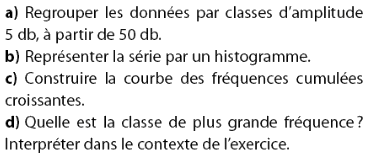 a) Regrouper les données par classes d'amplitude
5 db, à partir de 50 db.
b) Représenter la série par un histogramme.
c) Construire la courbe des fréquences cumulées
croissantes.
d) Quelle est la classe de plus grande fréquence ?
Interpréter dans le contexte de l'exercice.